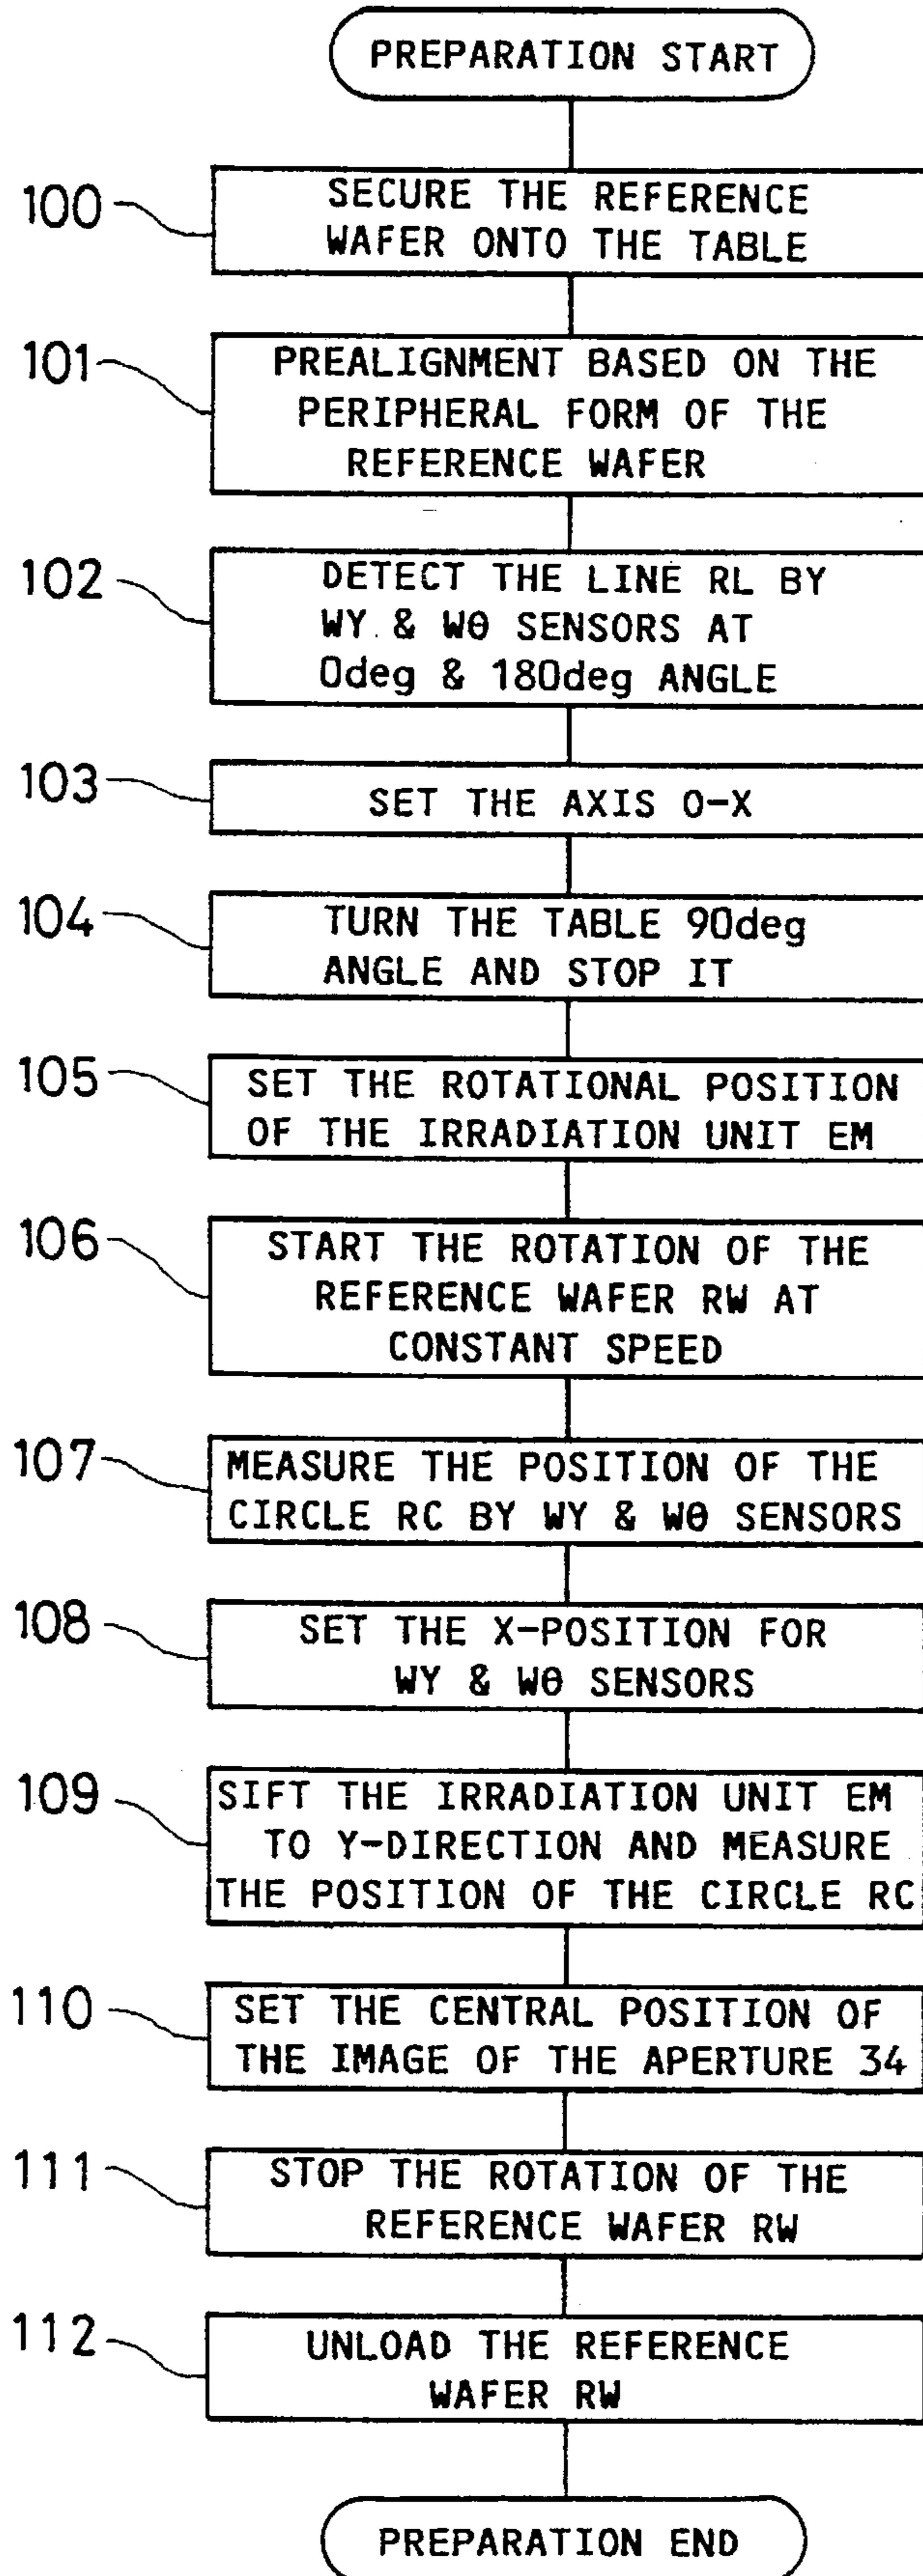 PREPARATION START
100
SECURE THE REFERENCE
WAFER ONTO THE TABLE
101
PREALIGNMENT BASED ON THE
PERIPHERAL FORM OF THE
REFERENCE WAFER
102
DETECT THE LINE RL BY
WY & Wθ SENSORS AT
0deg & 180deg ANGLE
103
SET THE AXIS O-X
104
TURN THE TABLE 90deg
ANGLE AND STOP IT
105
SET THE ROTATIONAL POSITION
OF THE IRRADIATION UNIT EM
106
START THE ROTATION OF THE
REFERENCE WAFER RW AT
CONSTANT SPEED
107
MEASURE THE POSITION OF THE
CIRCLE RC BY WY & Wθ SENSORS
108
SET THE X-POSITION FOR
WY & Wθ SENSORS
109
SIFT THE IRRADIATION UNIT EM
TO Y-DIRECTION AND MEASURE
THE POSITION OF THE CIRCLE RC
110
SET THE CENTRAL POSITION OF
THE IMAGE OF THE APERTURE 34
111
STOP THE ROTATION OF THE
REFERENCE WAFER RW
112
UNLOAD THE REFERENCE
WAFER RW
PREPARATION END